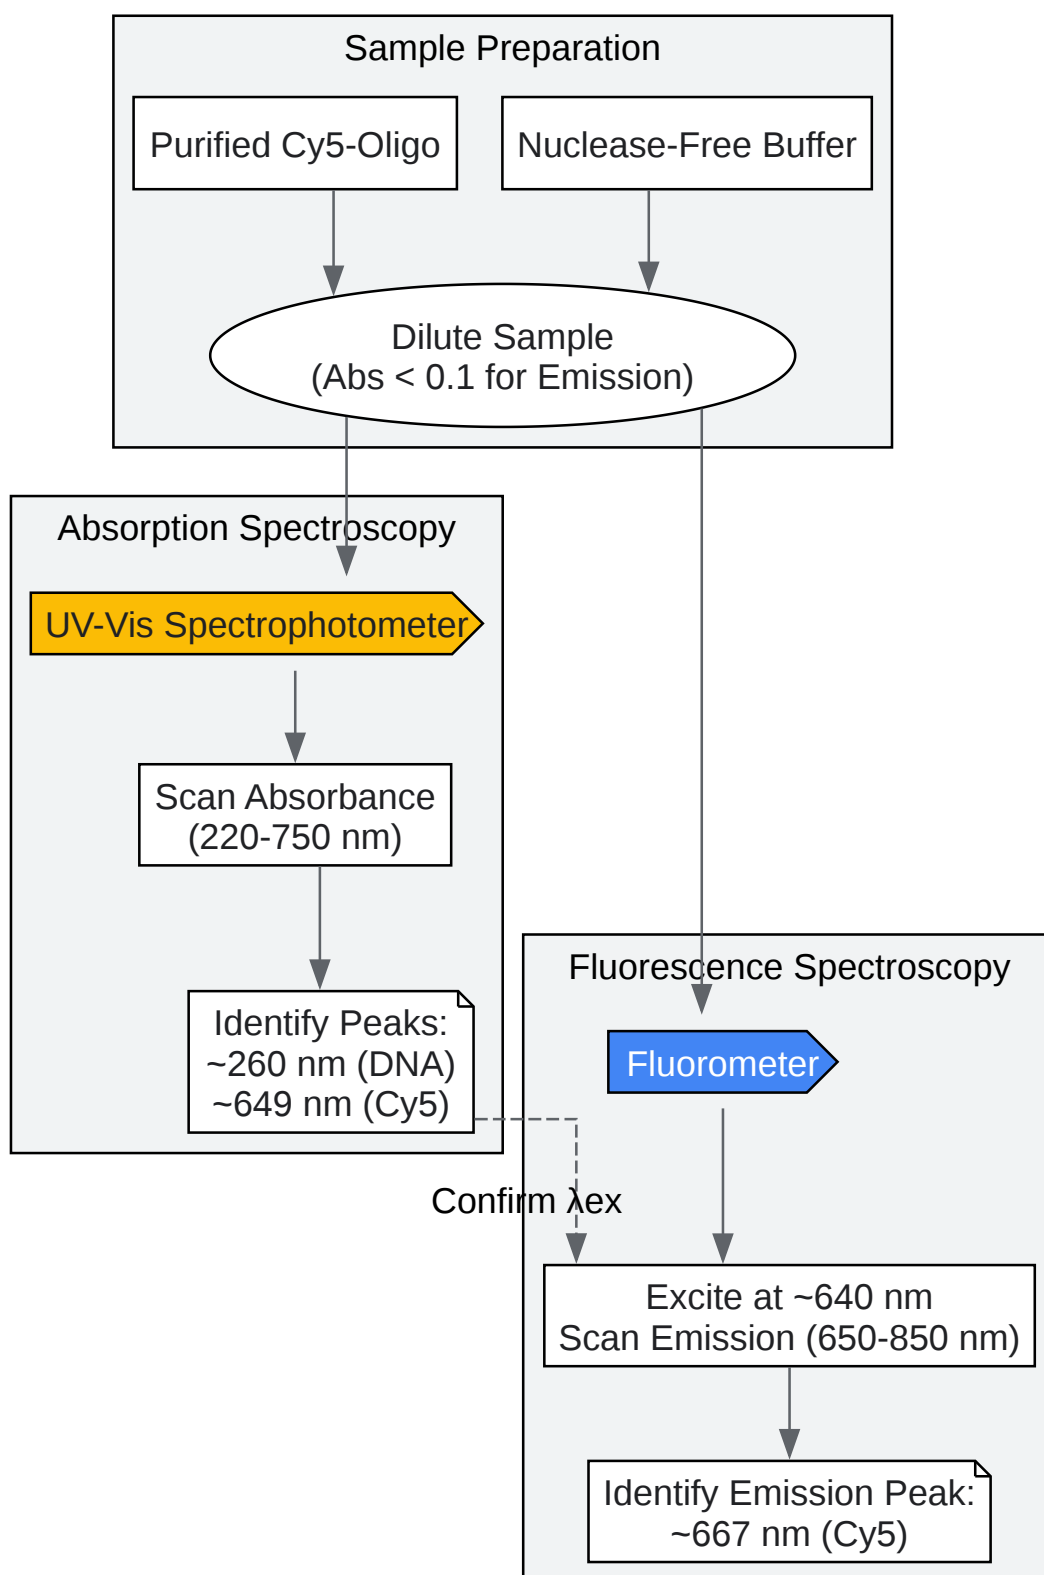 Sample Preparation
Purified Cy5-Oligo
Nuclease-Free Buffer
Dilute Sample
(Abs < 0.1 for Emission)
Absorption Spectroscopy
UV-Vis Spectrophotometer
Scan Absorbance
(220-750 nm)
Identify Peaks:
~260 nm (DNA)
~649 nm (Cy5)
Confirm λex
Fluorescence Spectroscopy
Fluorometer
Excite at ~640 nm
Scan Emission (650-850 nm)
Identify Emission Peak:
~667 nm (Cy5)